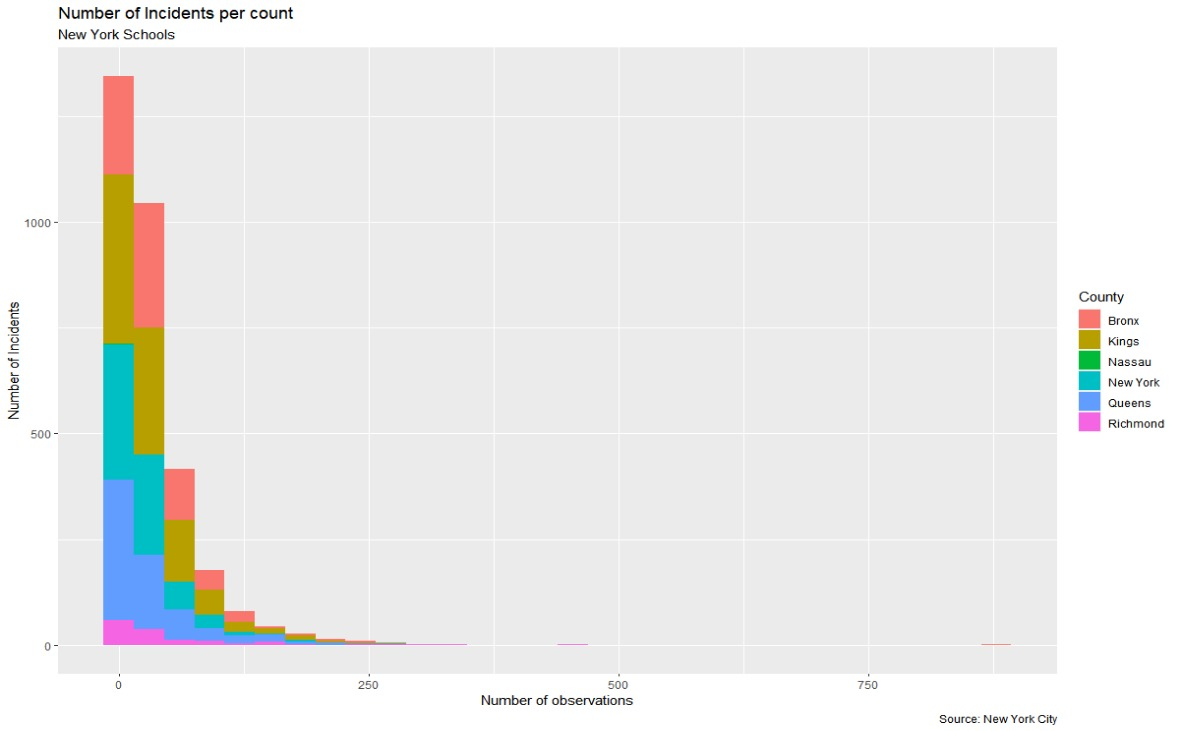 Number of Incidents per count
New York Schools
Number of Incidents
1000
500
0
0
250
500
750
Number of observations
County
Bronx
Kings
Nassau
New York
Queens
Richmond
Source: New York City